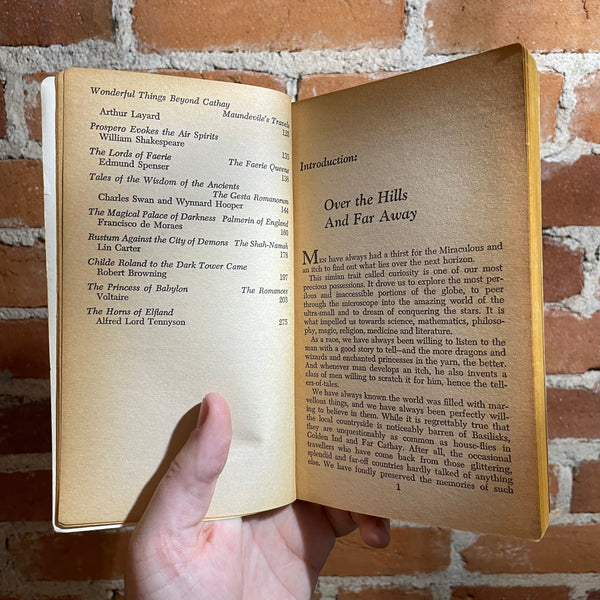 Wonderful Things Beyond Cathay
Maundevile's Travels
Arthur Layard 125
Prospero Evokes the Air Spirits
William Shakespeare 135
The Lords of Faerie The Faerie Queene
Edmund Spenser 138
Tales of the Wisdom of the Ancients
The Gesta Romanorum
Charles Swan and Wynnard Hooper 144
The Magical Palace of Darkness Palmerin of England
Francisco de Moraes 160
Rustum Against the City of Demons The Shah-Namah
Lin Carter 178
Childe Roland to the Dark Tower Came
Robert Browning 197
The Princess of Babylon The Romances
Voltaire 203
The Horns of Elfland
Alfred Lord Tennyson 275
Introduction:
Over the Hills
And Far Away
MEN have always had a thirst for the Miraculous and
an itch to find out what lies over the next horizon.
This simian trait called curiosity is one of our most
precious possessions. It drove us to explore the most per-
ilous and inaccessible portions of the globe, to peer
through the microscope into the amazing world of the
ultra-small and to dream of conquering the stars. It is
what impelled us towards science, mathematics, philoso-
phy, magic, religion, medicine and literature.
As a race, we have always been willing to listen to the
man with a good story to tell—and the more dragons and
wizards and enchanted princesses in the yarn, the better.
And whenever man develops an itch, he also invents a
class of men willing to scratch it for him, hence the tell-
ers-of-tales.
We have always known the world was filled with mar-
vellous things, and we have always been perfectly will-
ing to believe in them. While it is regrettably true that
the local countryside is noticeably barren of Basilisks,
they are unquestionably as common as house-flies in
Golden Ind and Far Cathay. After all, the occasional
travellers who have come back from those glittering,
splendid and far-off countries hardly talked of anything
else. We have fondly preserved the memories of such
1